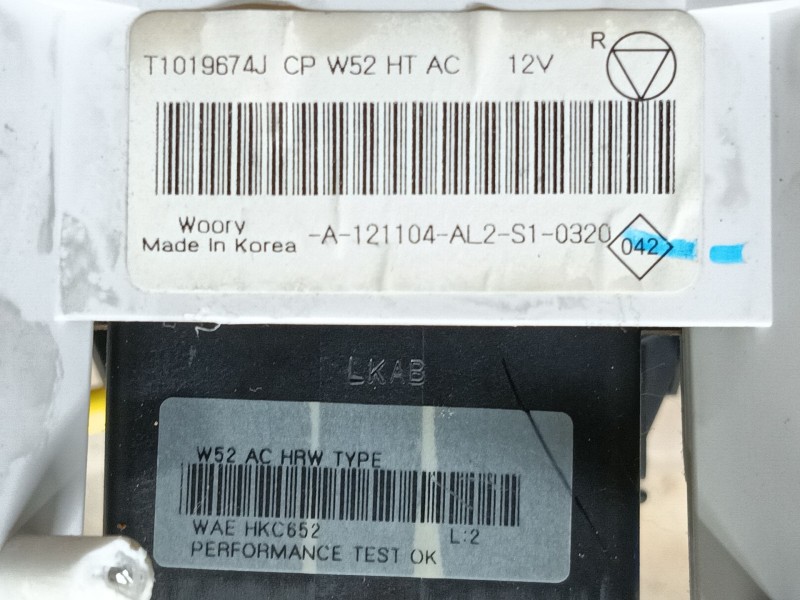 T1019674J CP W52 HT AC 12V R
Woory
Made In Korea
-A-121104-AL2-S1-0320
042
LKAB
W52 AC HRW TYPE
WAE HKC652 L:2
PERFORMANCE TEST OK